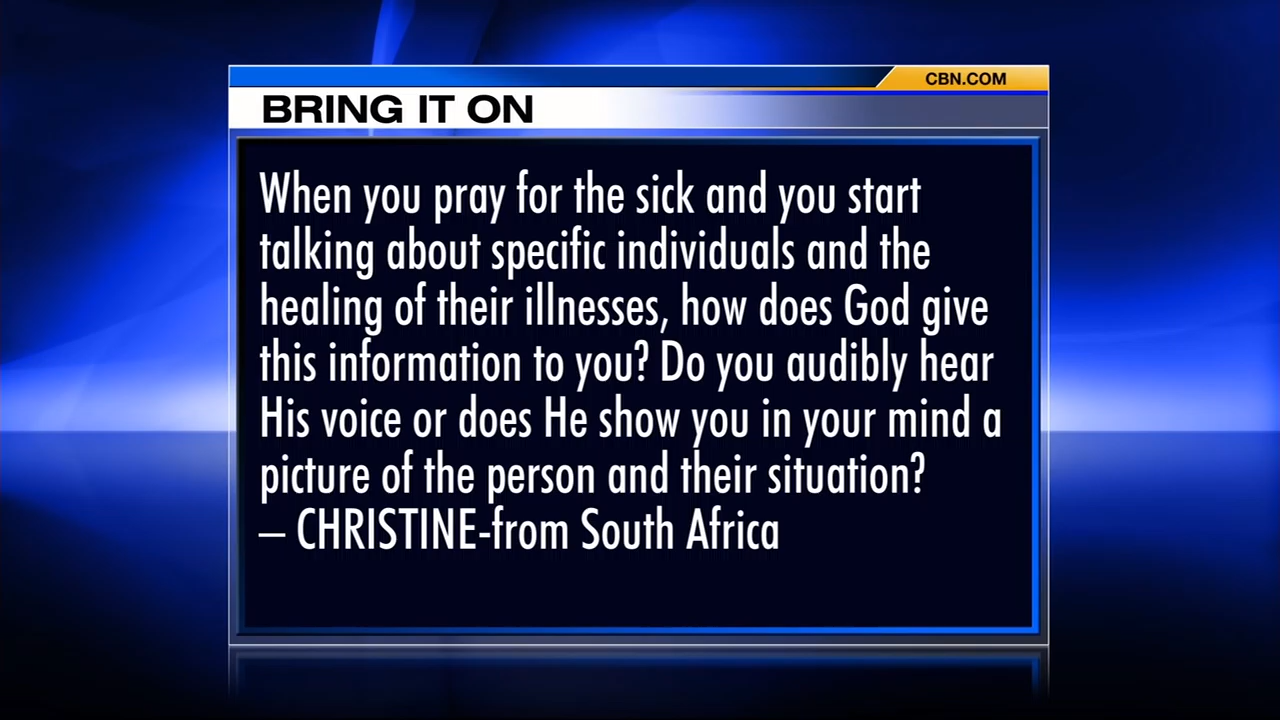 CBN.COM
BRING IT ON
When you pray for the sick and you start
talking about specific individuals and the
healing of their illnesses, how does God give
this information to you? Do you audibly hear
His voice or does He show you in your mind a
picture of the person and their situation?
– CHRISTINE-from South Africa